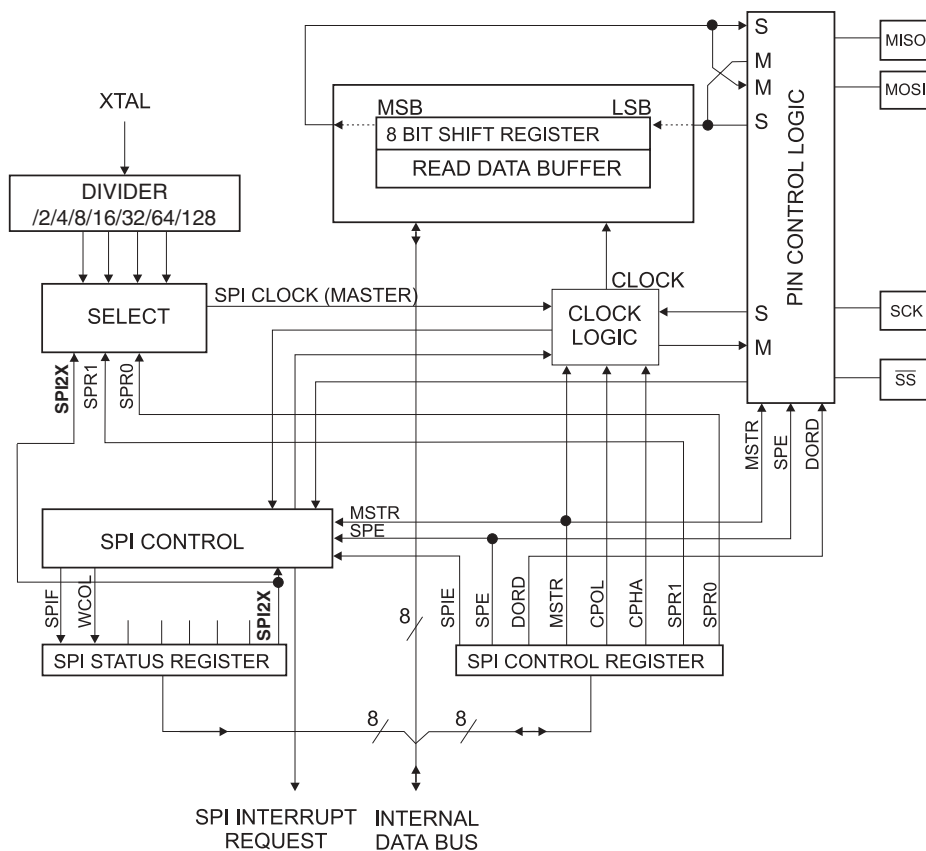 XTAL
DIVIDER
/2/4/8/16/32/64/128
SELECT
SPI2X
SPR1
SPR0
SPI CLOCK (MASTER)
MSB
LSB
8 BIT SHIFT REGISTER
READ DATA BUFFER
CLOCK
CLOCK
LOGIC
S
M
M
S
S
M
PIN CONTROL LOGIC
MISO
MOSI
SCK
SS
MSTR
SPE
DORD
SPI CONTROL
MSTR
SPE
SPIF
WCOL
SPI2X
SPI STATUS REGISTER
SPIE
SPE
DORD
MSTR
CPOL
CPHA
SPR1
SPR0
SPI CONTROL REGISTER
8
8
8
SPI INTERRUPT
REQUEST
INTERNAL
DATA BUS